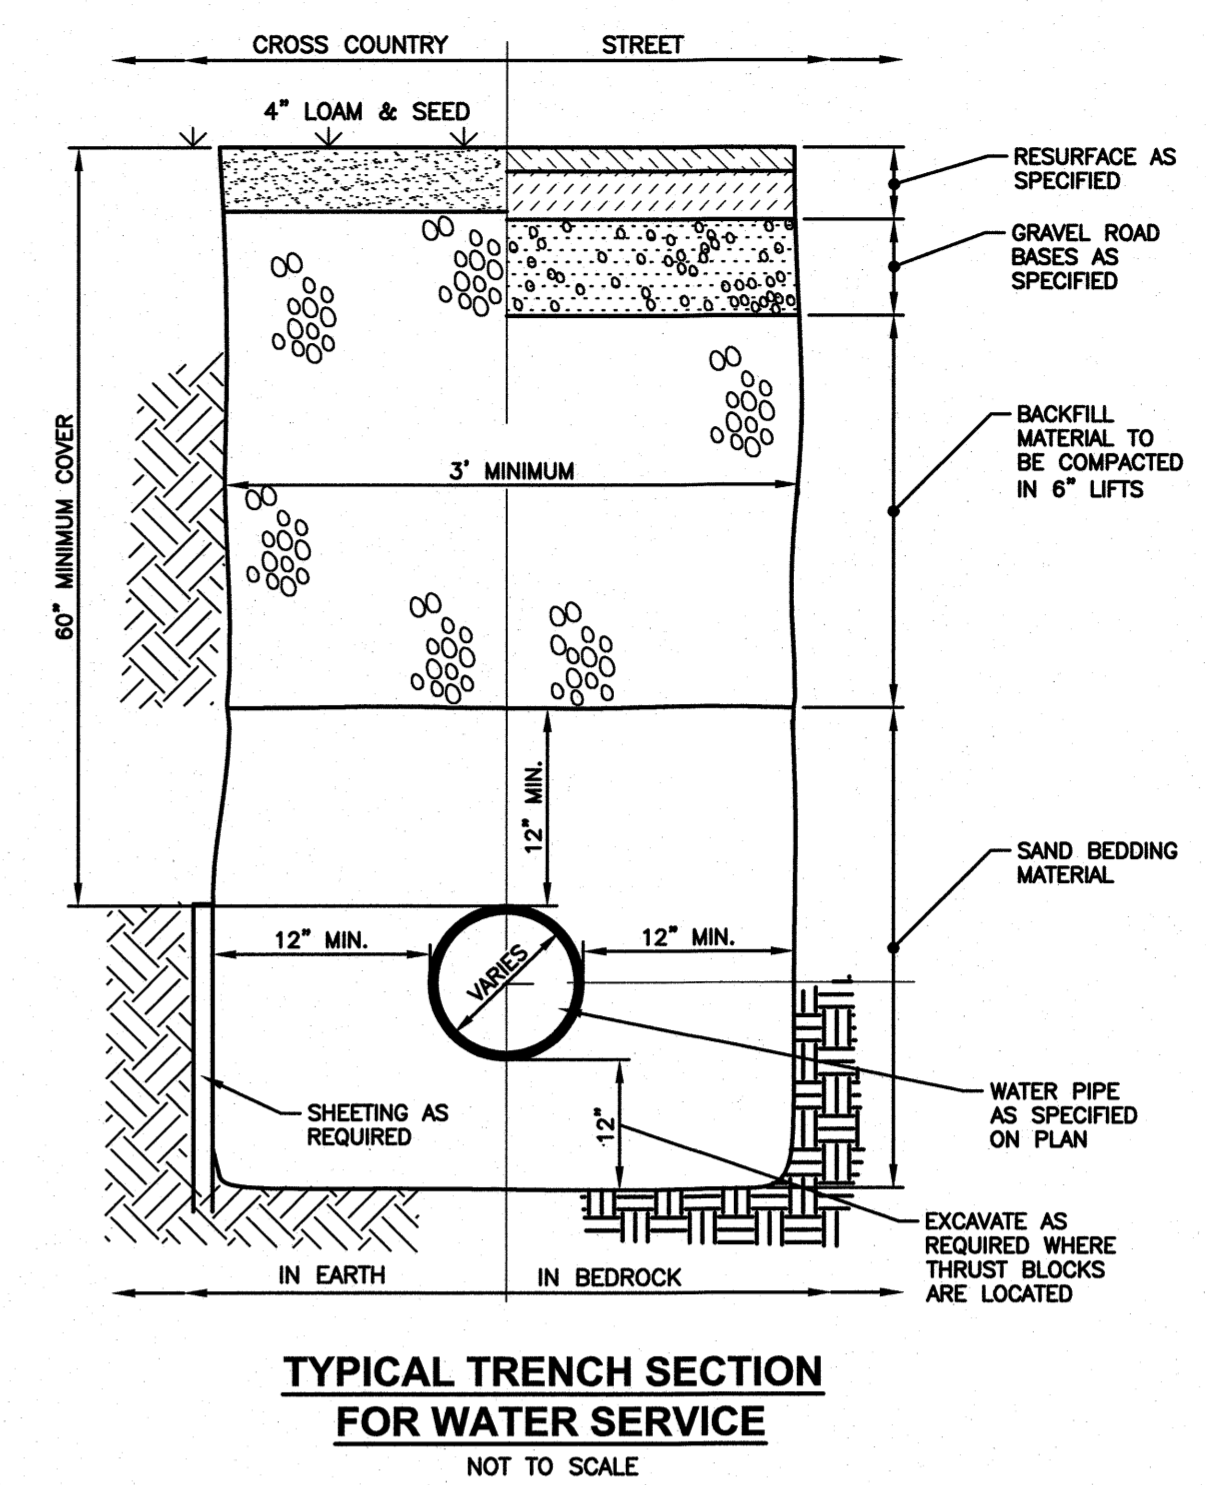 CROSS COUNTRY
STREET
4" LOAM & SEED
RESURFACE AS
SPECIFIED
GRAVEL ROAD
BASES AS
SPECIFIED
BACKFILL
MATERIAL TO
BE COMPACTED
IN 6" LIFTS
60" MINIMUM COVER
3' MINIMUM
12" MIN.
SAND BEDDING
MATERIAL
12" MIN.
12" MIN.
VARIES
WATER PIPE
AS SPECIFIED
ON PLAN
SHEETING AS
REQUIRED
12"
EXCAVATE AS
REQUIRED WHERE
THRUST BLOCKS
ARE LOCATED
IN EARTH
IN BEDROCK
TYPICAL TRENCH SECTION
FOR WATER SERVICE
NOT TO SCALE